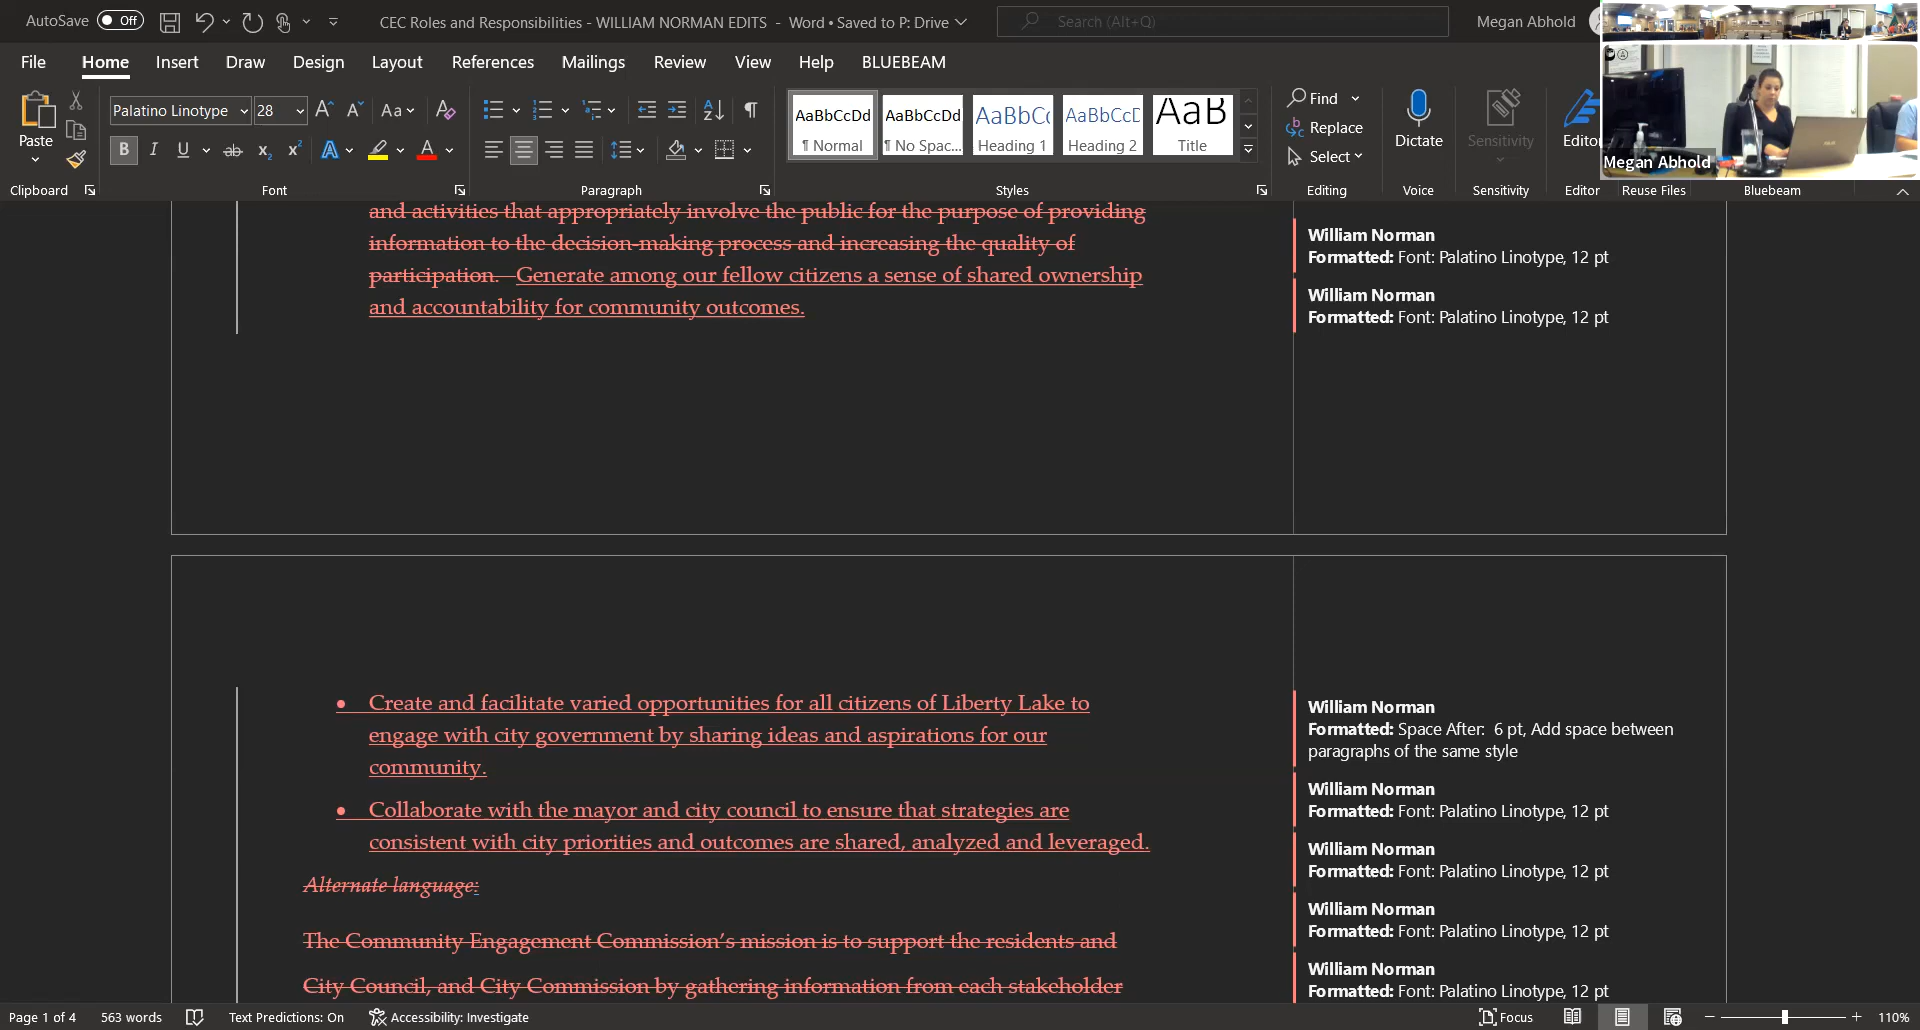 AutoSave Off CEC Roles and Responsibilities - WILLIAM NORMAN EDITS - Word • Saved to P: Drive Search (Alt+Q) Megan Abhold
File Home Insert Draw Design Layout References Mailings Review View Help BLUEBEAM
Paste Palatino Linotype 28 Aa AaBbCcDd AaBbCcDd AaBbCc AaBbCcD AaB Find Replace Select Dictate Sensitivity Editor
¶ Normal ¶ No Spac... Heading 1 Heading 2 Title
Megan Abhold
Clipboard Font Paragraph Styles Editing Voice Sensitivity Editor Reuse Files Bluebeam
and activities that appropriately involve the public for the purpose of providing
information to the decision-making process and increasing the quality of
participation. Generate among our fellow citizens a sense of shared ownership
and accountability for community outcomes.
William Norman
Formatted: Font: Palatino Linotype, 12 pt
William Norman
Formatted: Font: Palatino Linotype, 12 pt
• Create and facilitate varied opportunities for all citizens of Liberty Lake to
engage with city government by sharing ideas and aspirations for our
community.
• Collaborate with the mayor and city council to ensure that strategies are
consistent with city priorities and outcomes are shared, analyzed and leveraged.
Alternate language:
The Community Engagement Commission's mission is to support the residents and
City Council, and City Commission by gathering information from each stakeholder
William Norman
Formatted: Space After: 6 pt, Add space between
paragraphs of the same style
William Norman
Formatted: Font: Palatino Linotype, 12 pt
William Norman
Formatted: Font: Palatino Linotype, 12 pt
William Norman
Formatted: Font: Palatino Linotype, 12 pt
William Norman
Formatted: Font: Palatino Linotype, 12 pt
Page 1 of 4 563 words Text Predictions: On Accessibility: Investigate Focus 110%